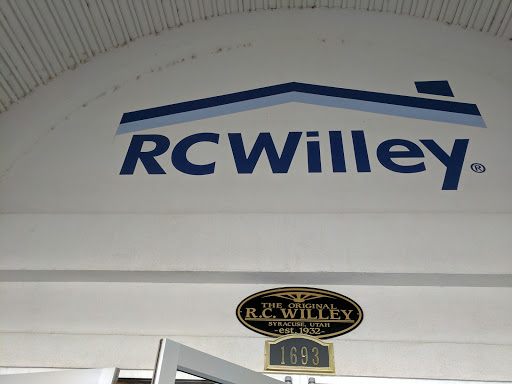 RCWilley®
THE ORIGINAL
R.C. WILLEY
SYRACUSE, UTAH
-est. 1932-
1693